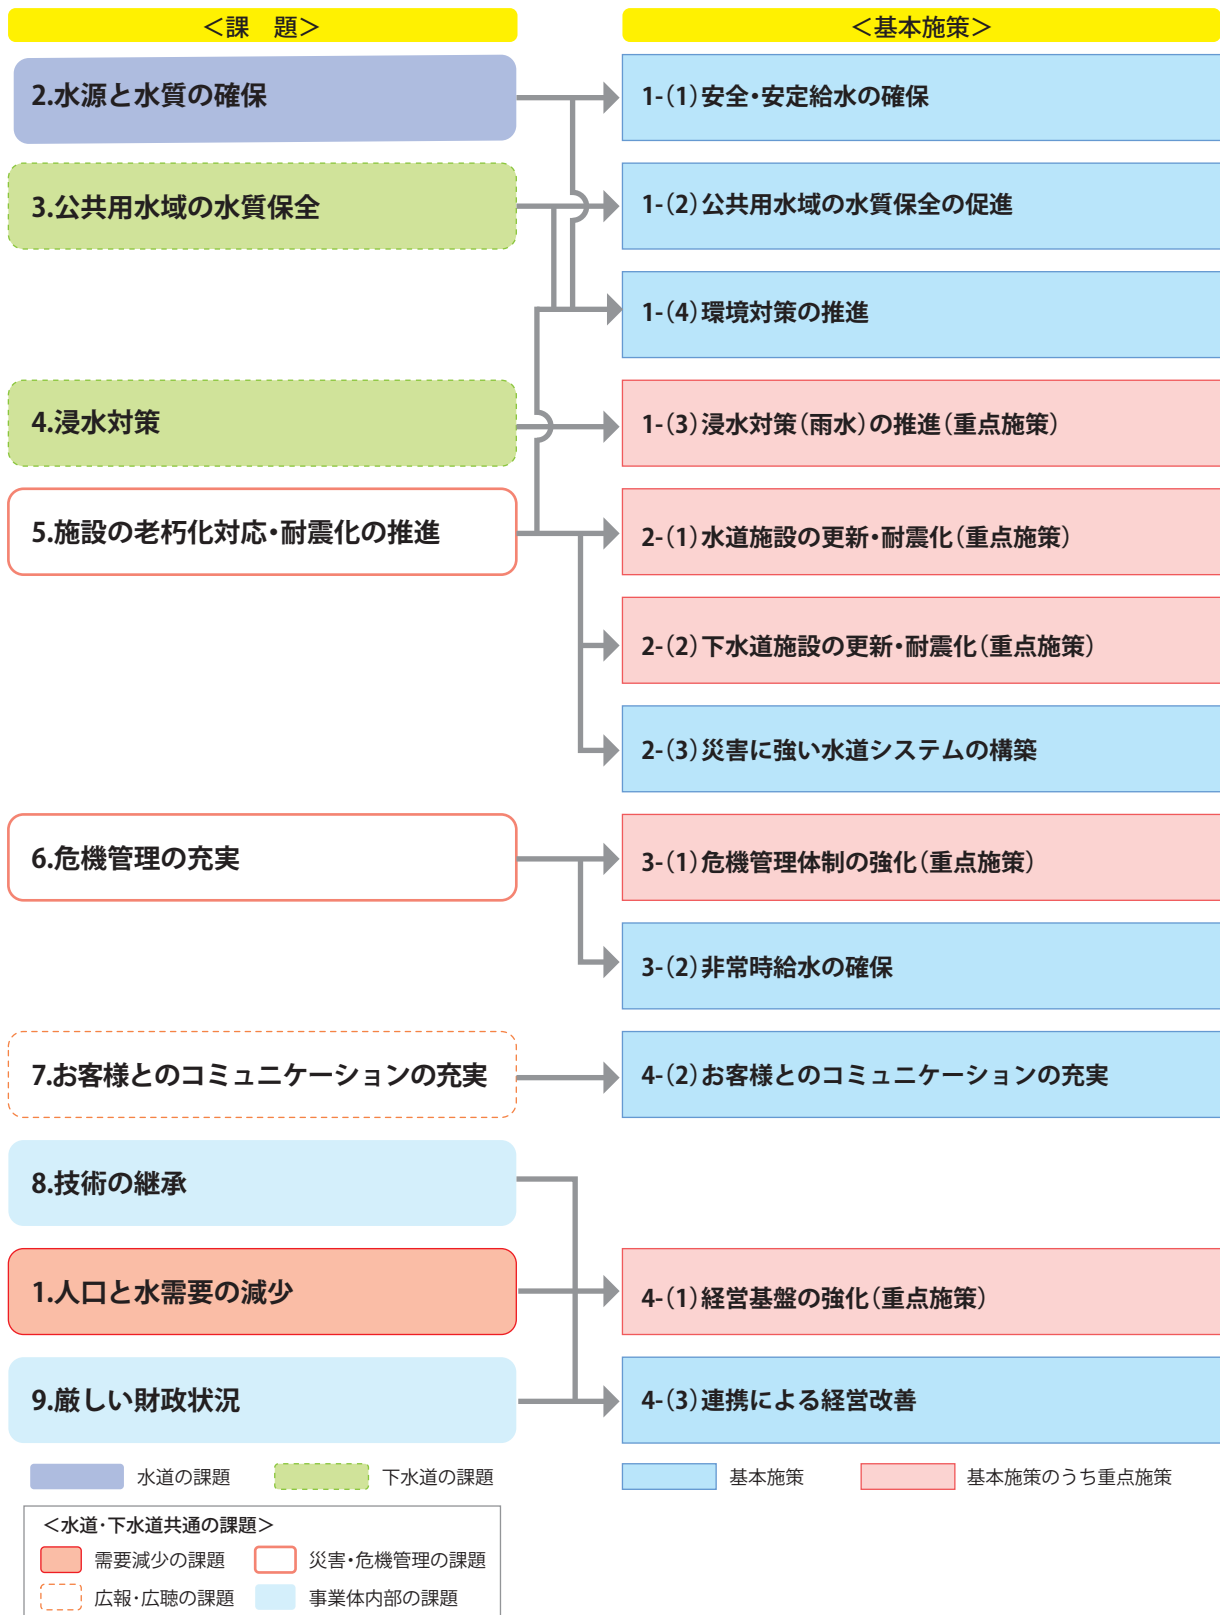 ＜課　題＞
＜基本施策＞
2.水源と水質の確保
1-（1）安全・安定給水の確保
3.公共用水域の水質保全
1-（2）公共用水域の水質保全の促進
1-（4）環境対策の推進
4.浸水対策
1-（3）浸水対策（雨水）の推進（重点施策）
5.施設の老朽化対応・耐震化の推進
2-（1）水道施設の更新・耐震化（重点施策）
2-（2）下水道施設の更新・耐震化（重点施策）
2-（3）災害に強い水道システムの構築
6.危機管理の充実
3-（1）危機管理体制の強化（重点施策）
3-（2）非常時給水の確保
7.お客様とのコミュニケーションの充実
4-（2）お客様とのコミュニケーションの充実
8.技術の継承
1.人口と水需要の減少
4-（1）経営基盤の強化（重点施策）
9.厳しい財政状況
4-（3）連携による経営改善
水道の課題
下水道の課題
基本施策
基本施策のうち重点施策
＜水道・下水道共通の課題＞
需要減少の課題
災害・危機管理の課題
広報・広聴の課題
事業体内部の課題